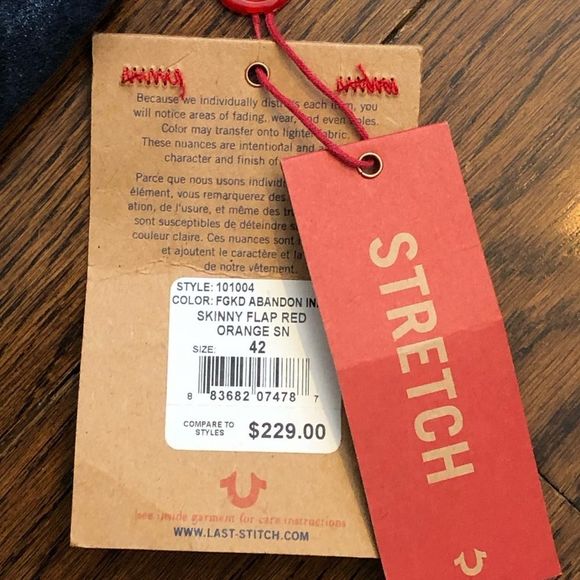 Because we individually distress each item, you
will notice areas of fading, wear, and even holes.
Color may transfer onto lighter fabric.
These nuances are intentional and a
character and finish of
Parce que nous usons individ
élément, vous remarquerez des
ation, de l'usure, et même des tr
sont susceptibles de déteindre s
couleur claire. Ces nuances sont i
et ajoutent le caractère et la
de notre vêtement.
STYLE: 101004
COLOR: FGKD ABANDON IN
SKINNY FLAP RED
ORANGE SN
SIZE: 42
8 83682 07478 7
COMPARE TO
STYLES $229.00
see inside garment for care instructions
WWW.LAST-STITCH.COM
STRETCH